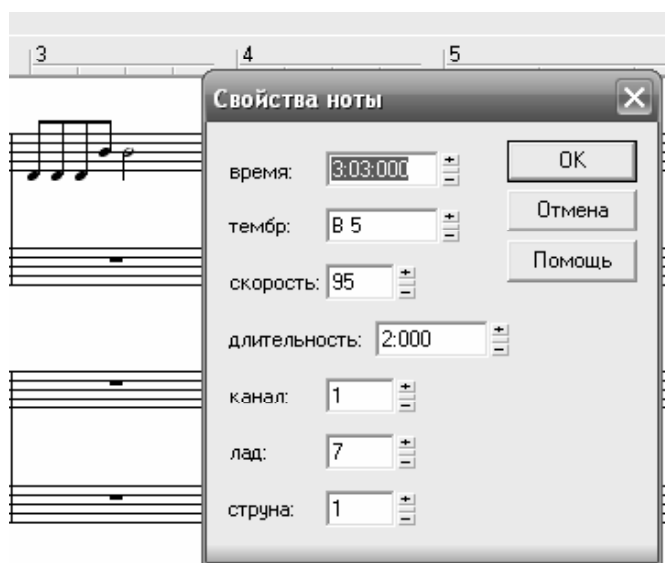 3 4 5
Свойства ноты
время: 3:03:000
OK
тембр: B 5
Отмена
скорость: 95
Помощь
длительность: 2:000
канал: 1
лад: 7
струна: 1